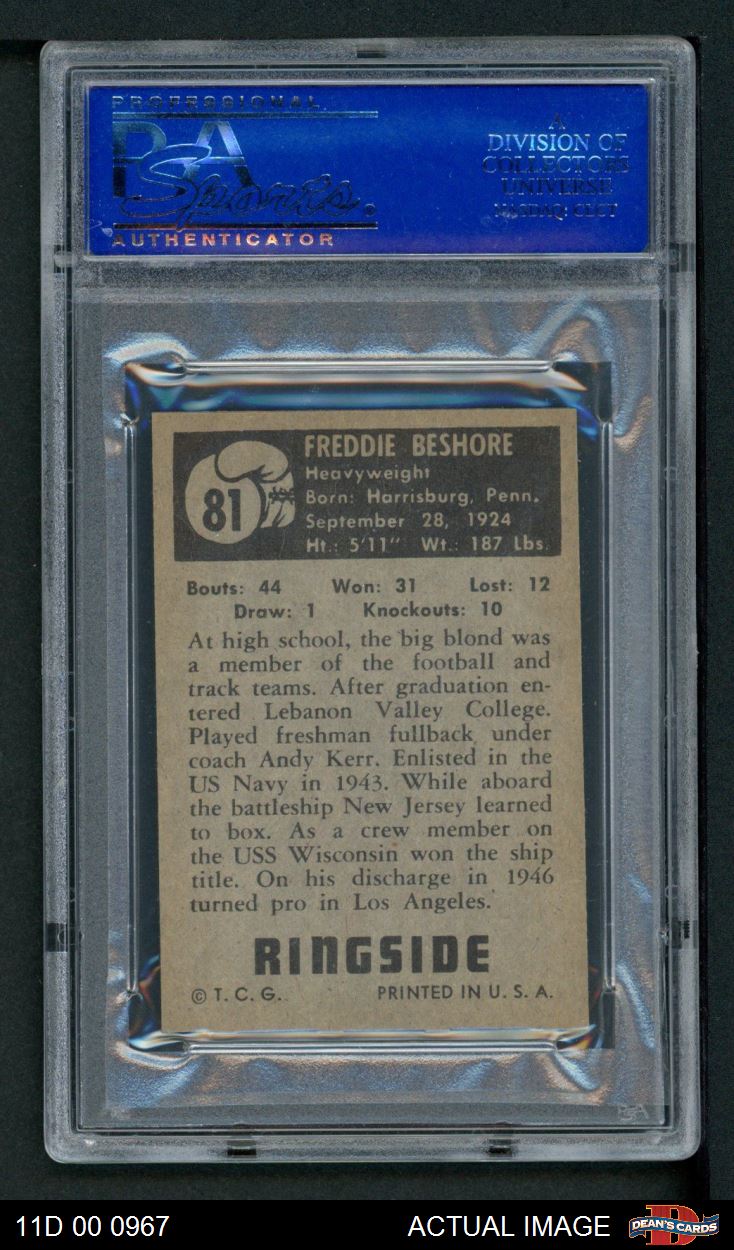 PROFESSIONAL
PSA
Sports
AUTHENTICATOR
A
DIVISION OF
COLLECTORS
UNIVERSE
NASDAQ: CLCT
81
FREDDIE BESHORE
Heavyweight
Born: Harrisburg, Penn.
September 28, 1924
Ht.: 5'11" Wt.: 187 Lbs.
Bouts: 44 Won: 31 Lost: 12
Draw: 1 Knockouts: 10
At high school, the big blond was
a member of the football and
track teams. After graduation en-
tered Lebanon Valley College.
Played freshman fullback under
coach Andy Kerr. Enlisted in the
US Navy in 1943. While aboard
the battleship New Jersey learned
to box. As a crew member on
the USS Wisconsin won the ship
title. On his discharge in 1946
turned pro in Los Angeles.
RINGSIDE
© T. C. G. PRINTED IN U. S. A.
PSA
11D 00 0967 ACTUAL IMAGE DEAN'S CARDS